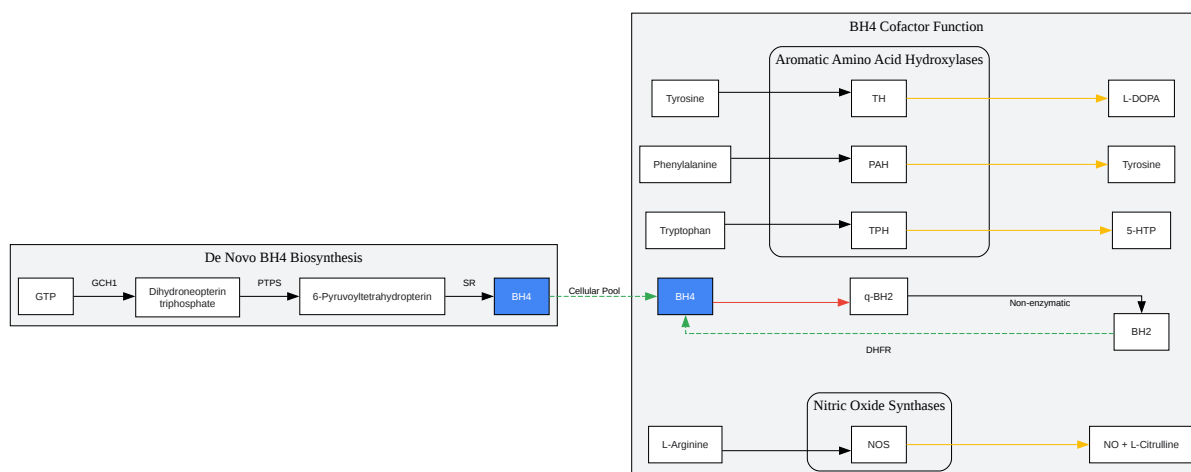 BH4 Cofactor Function
Aromatic Amino Acid Hydroxylases
Tyrosine
TH
L-DOPA
Phenylalanine
PAH
Tyrosine
Tryptophan
TPH
5-HTP
De Novo BH4 Biosynthesis
GTP
GCH1
Dihydroneopterin
triphosphate
PTPS
6-Pyruvoyltetrahydropterin
SR
BH4
Cellular Pool
BH4
q-BH2
Non-enzymatic
BH2
DHFR
Nitric Oxide Synthases
L-Arginine
NOS
NO + L-Citrulline